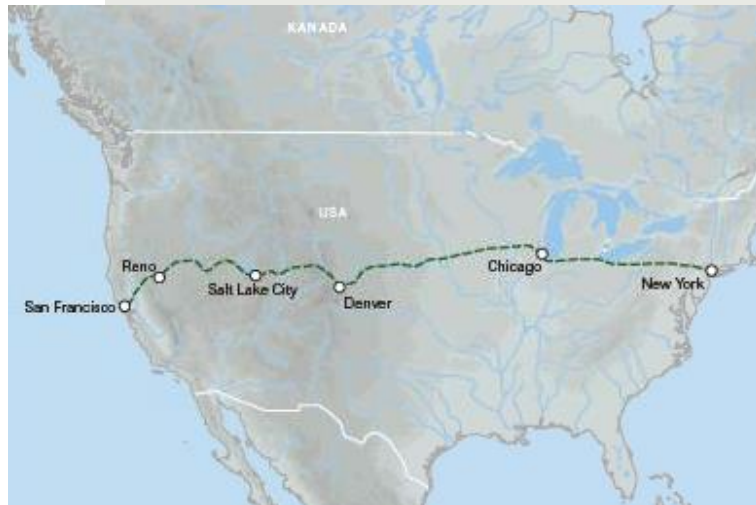 KANADA
USA
Reno
Salt Lake City
Denver
San Francisco
Chicago
New York